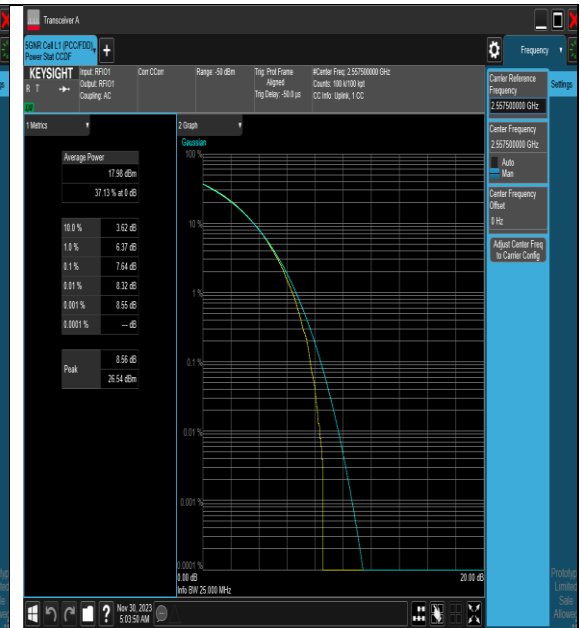 Transceiver A
5GNR Cell L1 (PCC/FDD),
Power Stat CCDF
Frequency
KEYSIGHT
R T
Input: RFIO1
Output: RFIO1
Coupling: AC
Corr CCorr
Range: -50 dBm
Trig: Prot Frame
Aligned
Trig Delay: -50.0 µs
#Center Freq: 2.557500000 GHz
Counts: 100 k/100 kpt
CC Info: Uplink, 1 CC
LXI
1 Metrics
Average Power
17.98 dBm
37.13 % at 0 dB
10.0 % 3.62 dB
1.0 % 6.37 dB
0.1 % 7.64 dB
0.01 % 8.32 dB
0.001 % 8.55 dB
0.0001 % --- dB
Peak
8.56 dB
26.54 dBm
2 Graph
Gaussian
100 %
10 %
1 %
0.1 %
0.01 %
0.001 %
0.0001 %
0.00 dB
20.00 dB
Info BW 25.000 MHz
Carrier Reference
Frequency
2.557500000 GHz
Settings
Center Frequency
2.557500000 GHz
Auto
Man
Center Frequency
Offset
0 Hz
Adjust Center Freq
to Carrier Config
Prototyp
Limited
Sale
Allowed
?
Nov 30, 2023
5:03:50 AM